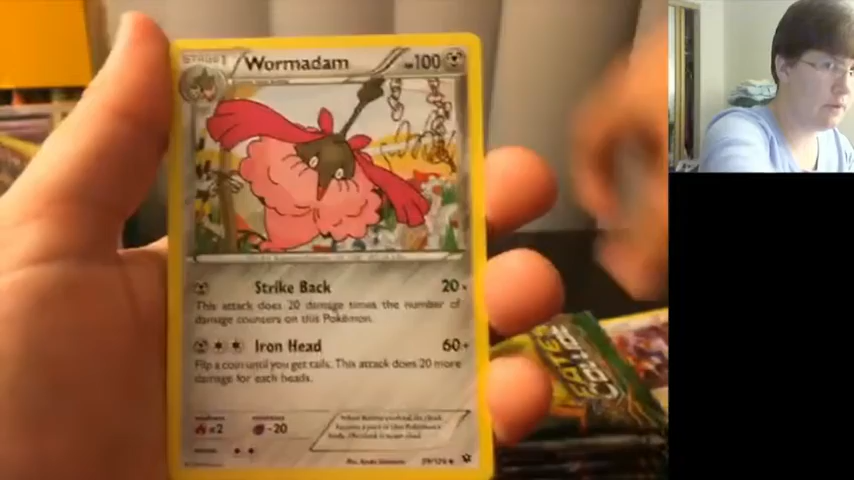 STAGE 1
Wormadam
HP100
Strike Back
20×
This attack does 20 damage times the number of
damage counters on this Pokémon.
Iron Head
60+
Flip a coin until you get tails. This attack does 20 more
damage for each heads.
×2
-20
FATES
COLLIDE